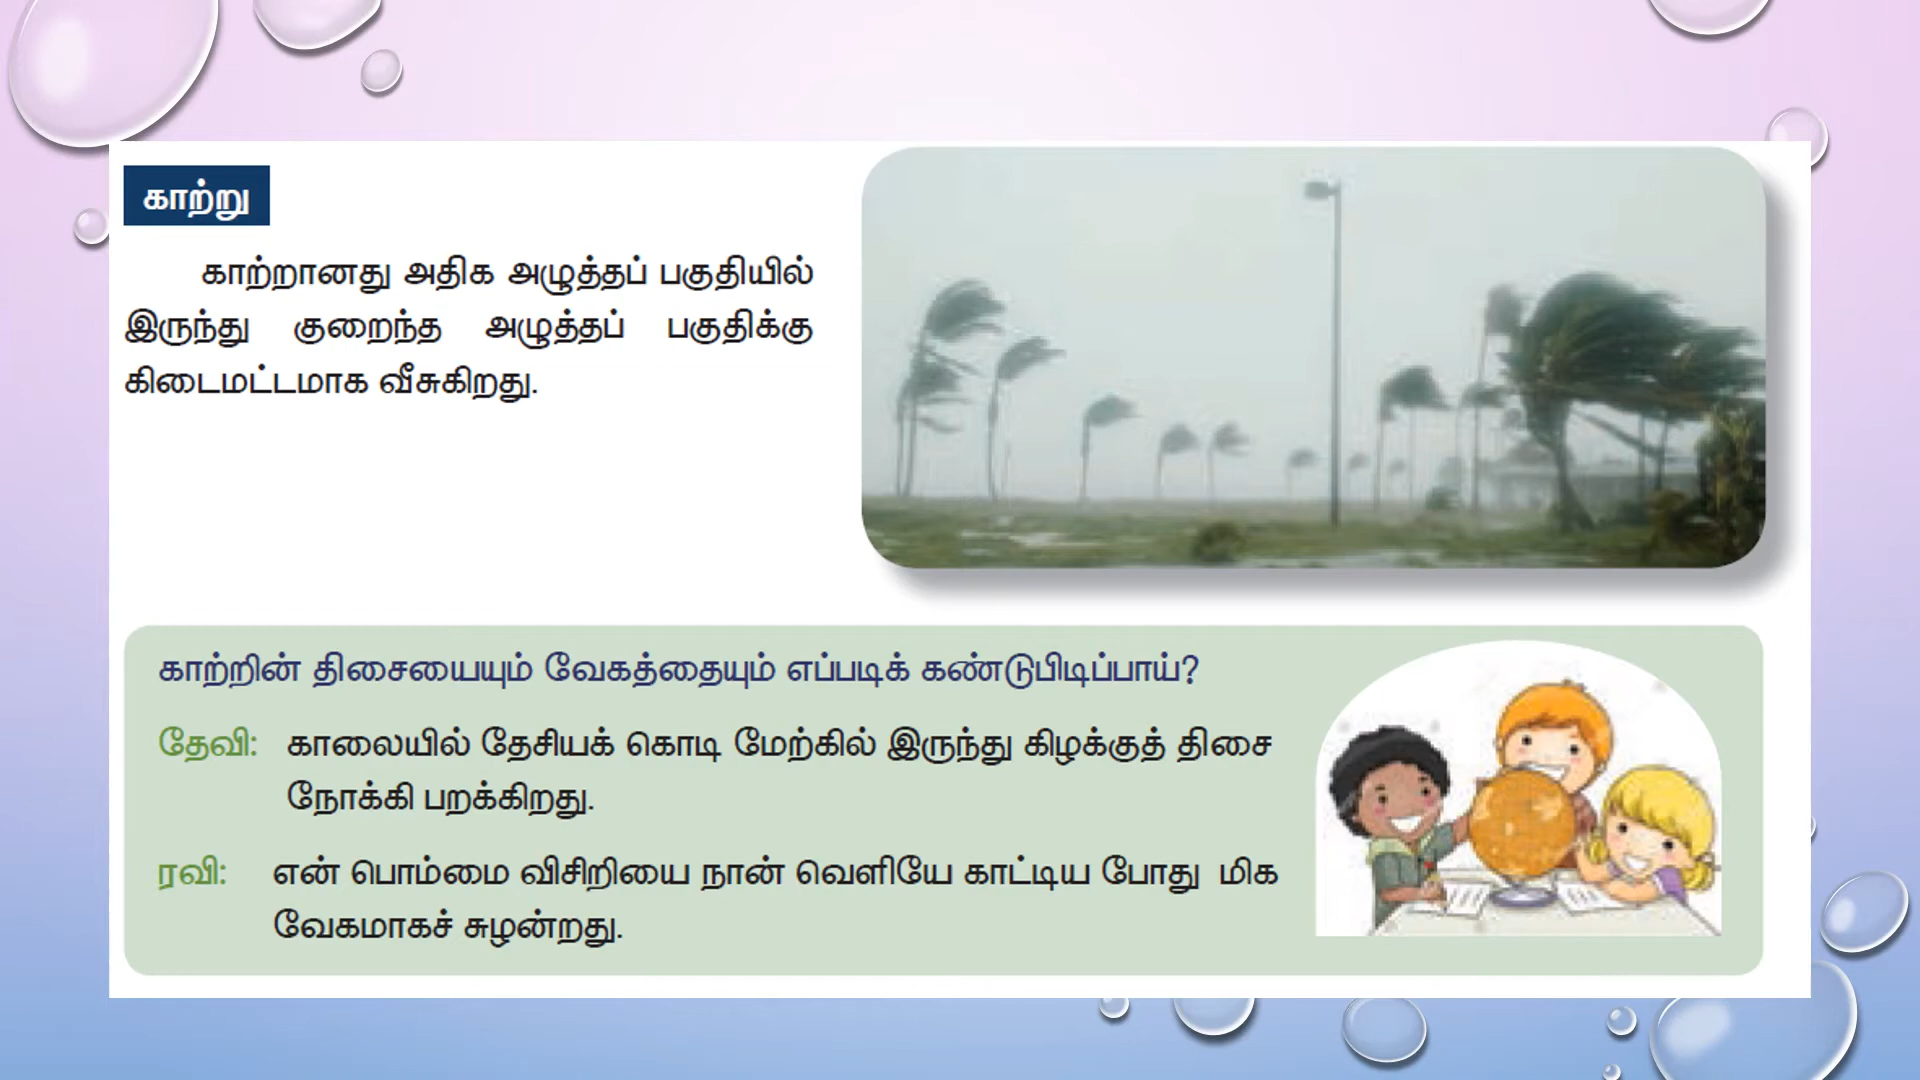 காற்று
காற்றானது அதிக அழுத்தப் பகுதியில்
இருந்து குறைந்த அழுத்தப் பகுதிக்கு
கிடைமட்டமாக வீசுகிறது.
காற்றின் திசையையும் வேகத்தையும் எப்படிக் கண்டுபிடிப்பாய்?
தேவி: காலையில் தேசியக் கொடி மேற்கில் இருந்து கிழக்குத் திசை
நோக்கி பறக்கிறது.
ரவி: என் பொம்மை விசிறியை நான் வெளியே காட்டிய போது மிக
வேகமாகச் சுழன்றது.